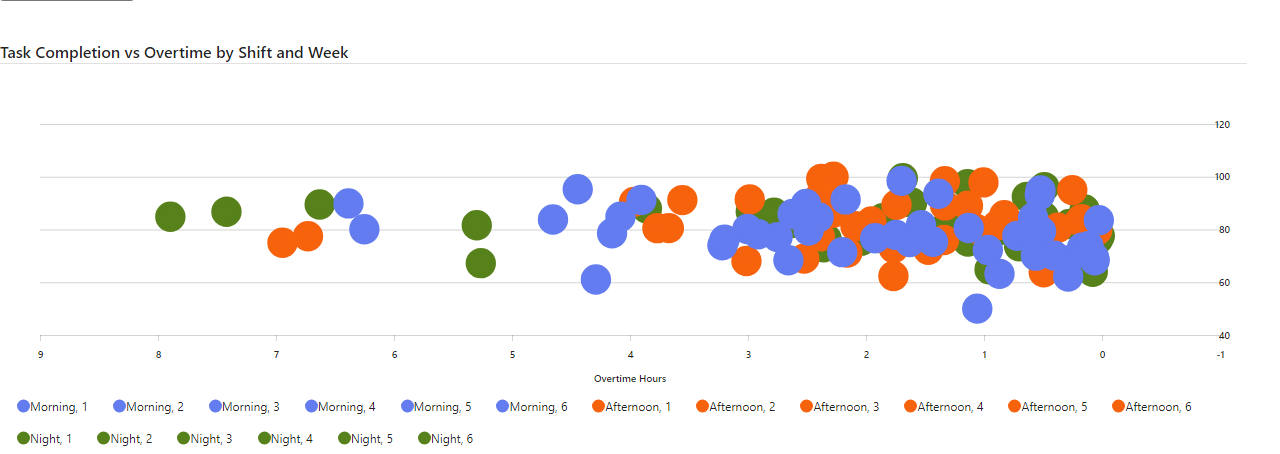 Task Completion vs Overtime by Shift and Week
120
100
80
60
40
9 8 7 6 5 4 3 2 1 0 -1
Overtime Hours
Morning, 1 Morning, 2 Morning, 3 Morning, 4 Morning, 5 Morning, 6 Afternoon, 1 Afternoon, 2 Afternoon, 3 Afternoon, 4 Afternoon, 5 Afternoon, 6
Night, 1 Night, 2 Night, 3 Night, 4 Night, 5 Night, 6